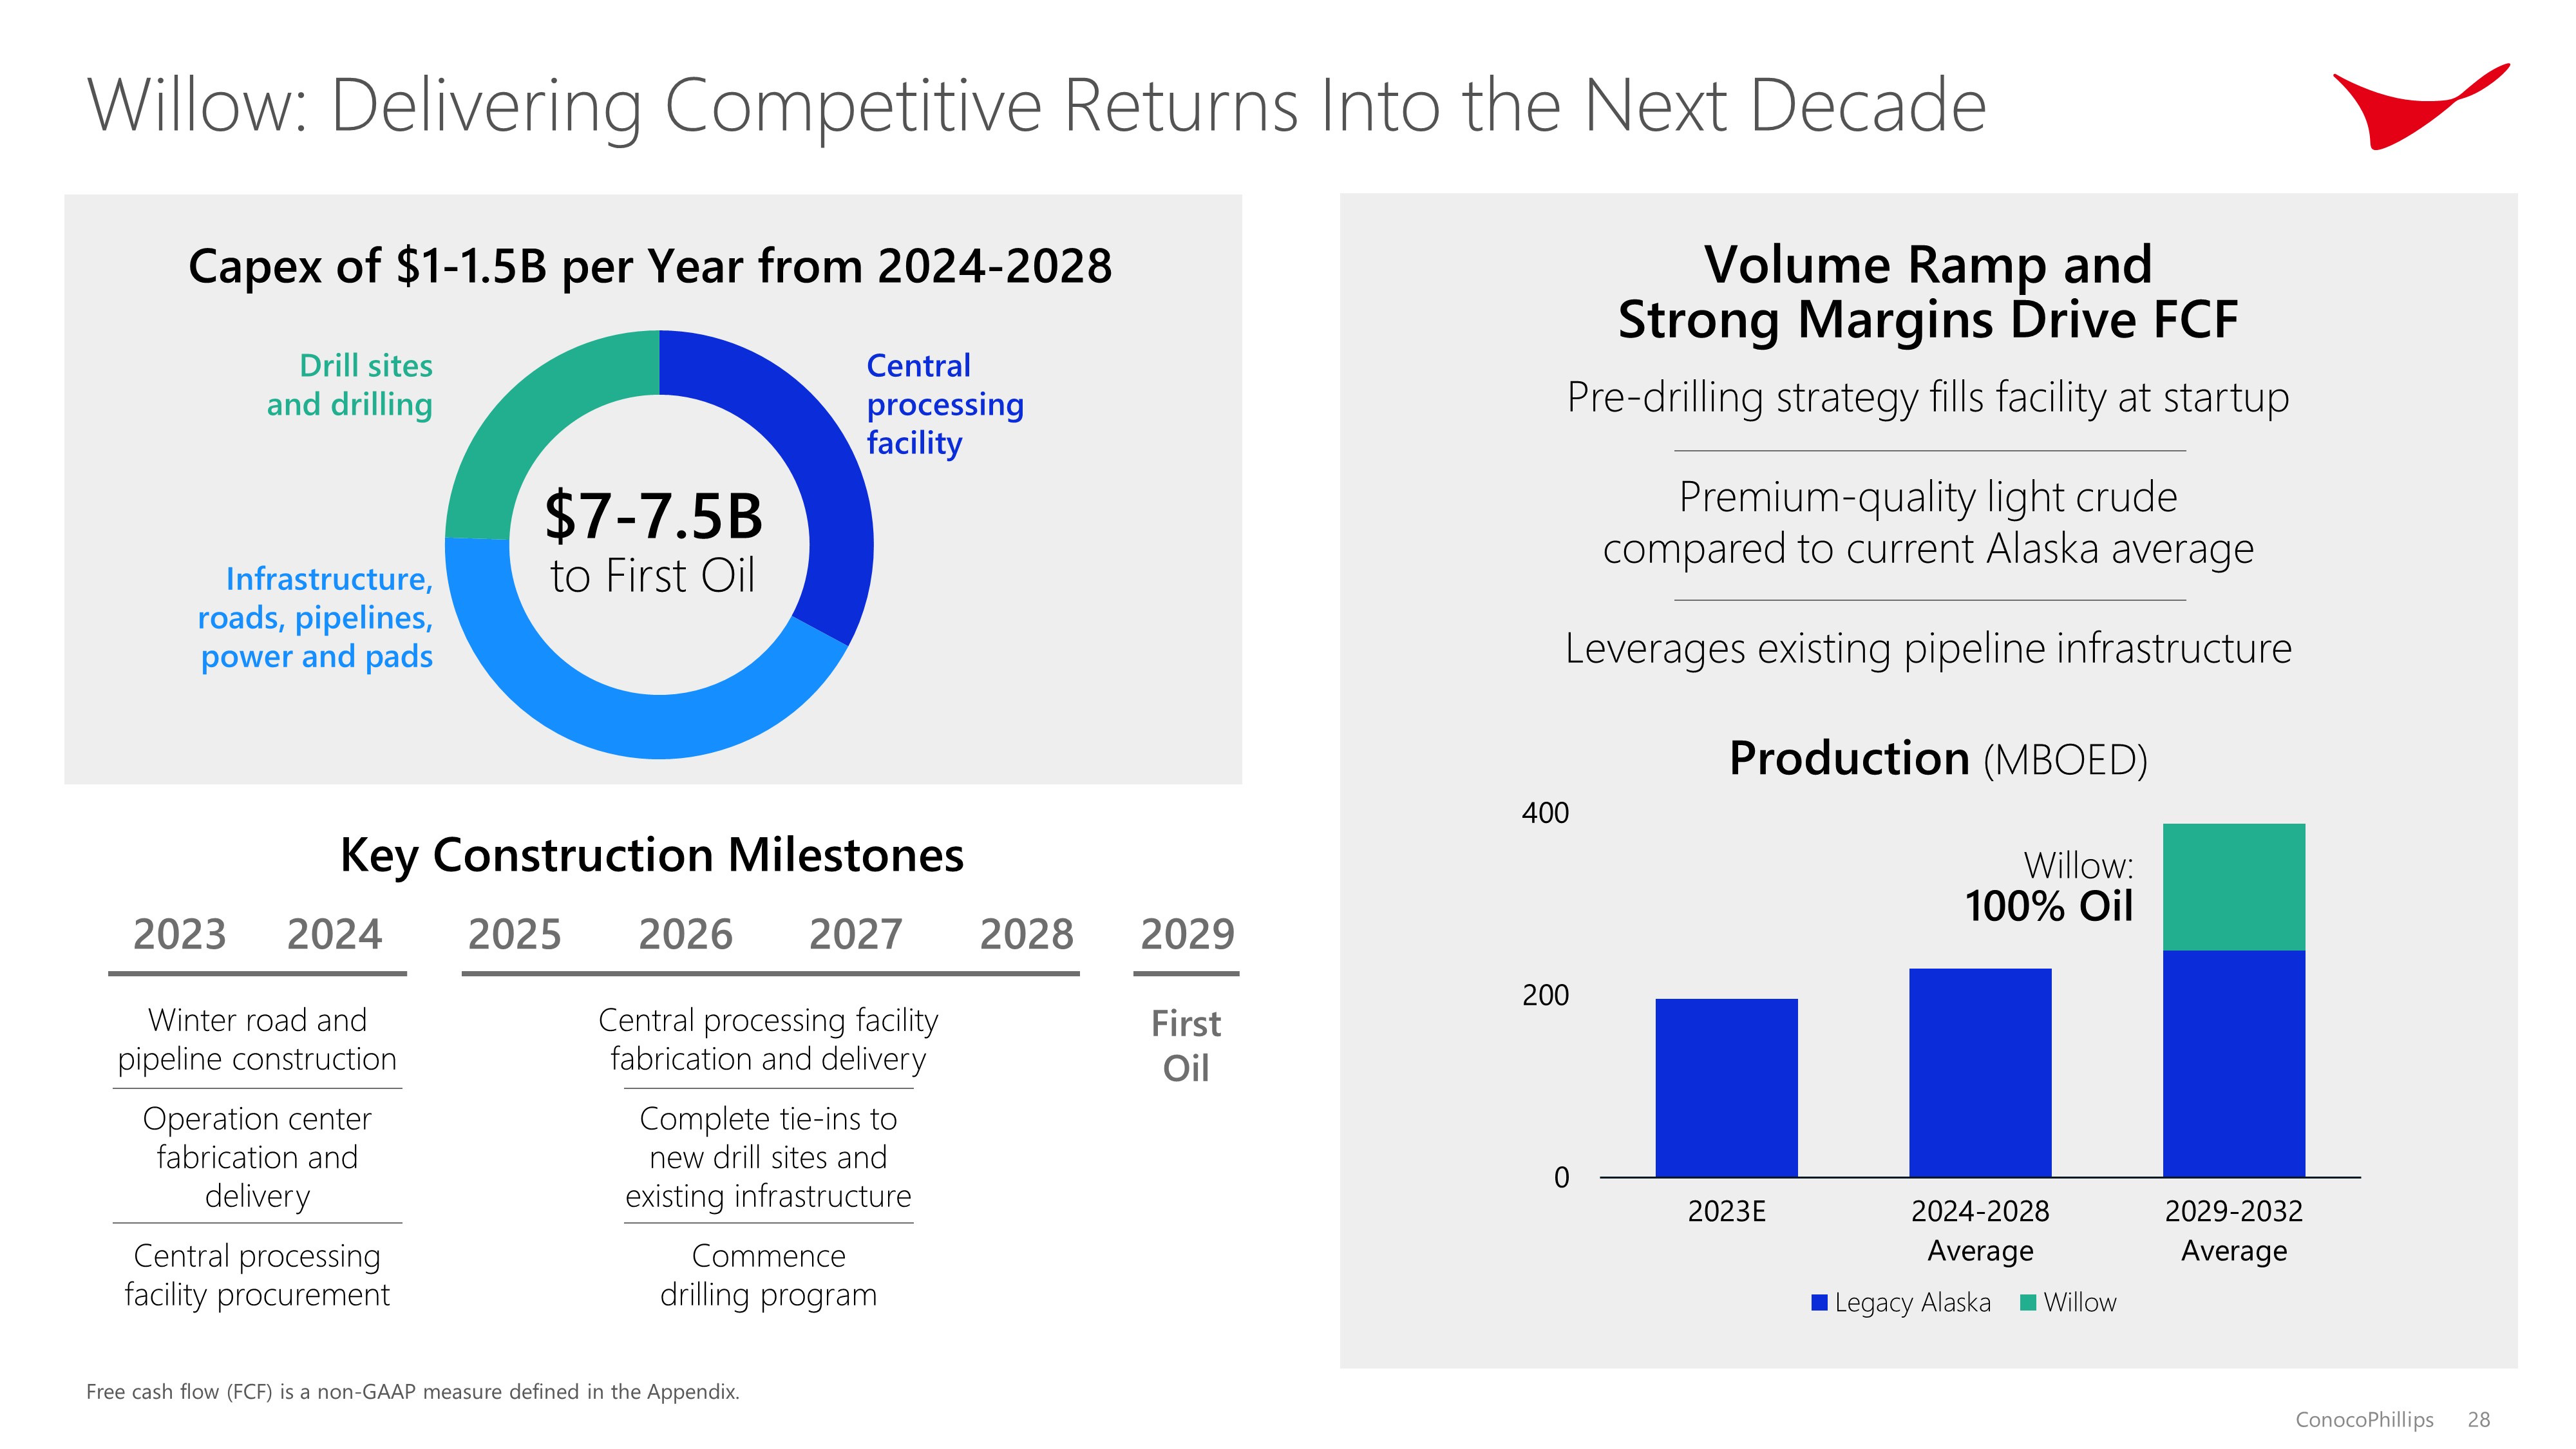 Willow: Delivering Competitive Returns Into the Next Decade
Capex of $1-1.5B per Year from 2024-2028
Drill sites
and drilling
Central
processing
facility
$7-7.5B
to First Oil
Infrastructure,
roads, pipelines,
power and pads
Key Construction Milestones
2023 2024 2025 2026 2027 2028 2029
Winter road and
pipeline construction
Operation center
fabrication and
delivery
Central processing
facility procurement
Central processing facility
fabrication and delivery
Complete tie-ins to
new drill sites and
existing infrastructure
Commence
drilling program
First
Oil
Volume Ramp and
Strong Margins Drive FCF
Pre-drilling strategy fills facility at startup
Premium-quality light crude
compared to current Alaska average
Leverages existing pipeline infrastructure
Production (MBOED)
400
200
0
Willow:
100% Oil
2023E
2024-2028
Average
2029-2032
Average
Legacy Alaska Willow
Free cash flow (FCF) is a non-GAAP measure defined in the Appendix.
ConocoPhillips 28